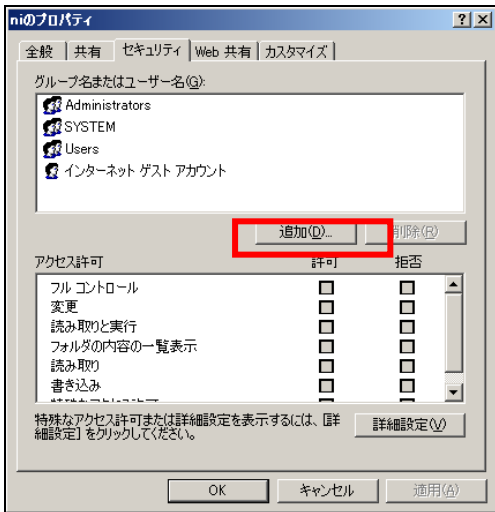 niのプロパティ
全般 共有 セキュリティ Web 共有 カスタマイズ
グループ名またはユーザー名(G):
Administrators
SYSTEM
Users
インターネット ゲスト アカウント
追加(D)... 削除(R)
アクセス許可 許可 拒否
フル コントロール
変更
読み取りと実行
フォルダの内容の一覧表示
読み取り
書き込み
特殊なアクセス許可または詳細設定を表示するには、[詳
細設定] をクリックしてください。
詳細設定(V)
OK キャンセル 適用(A)